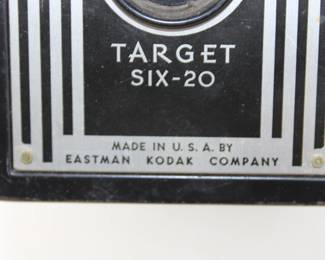 TARGET
SIX-20
MADE IN U. S. A. BY
EASTMAN KODAK COMPANY